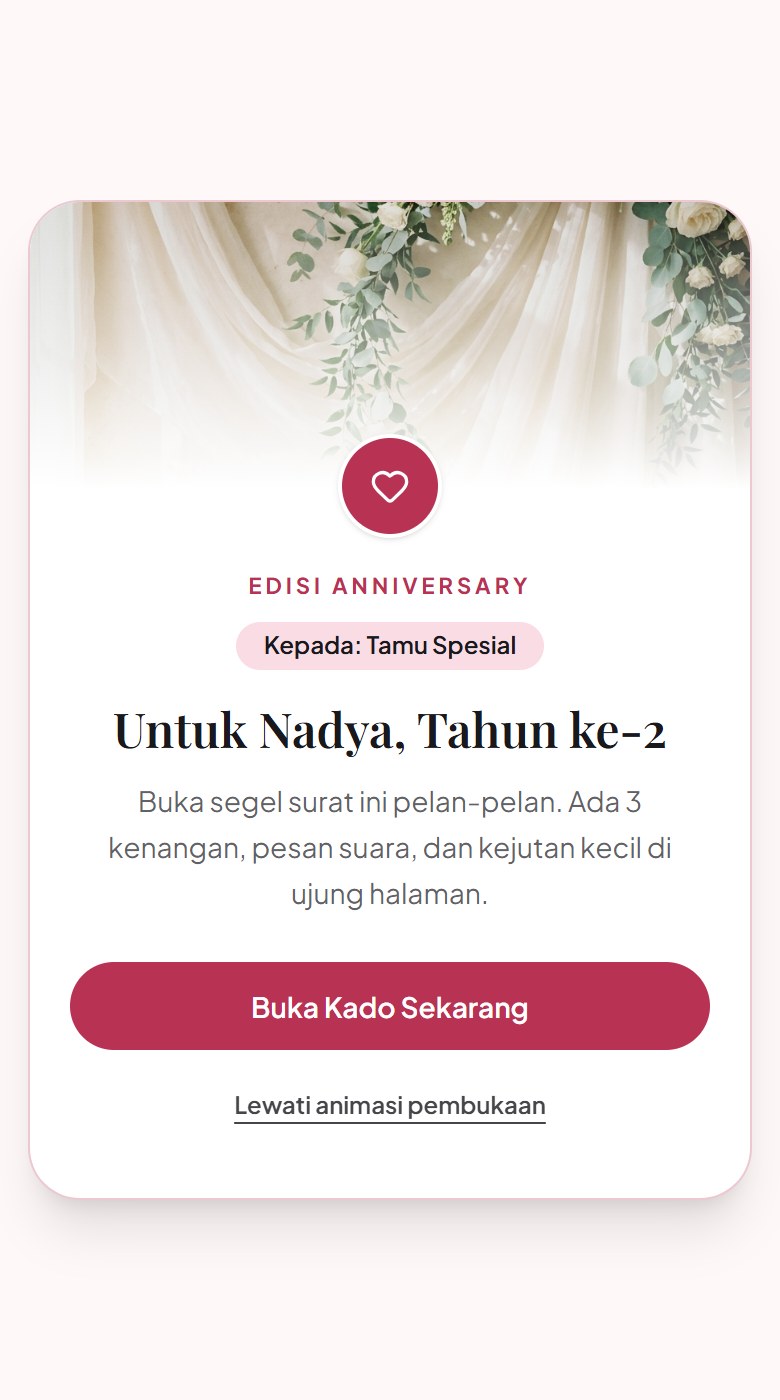 EDISI ANNIVERSARY
Kepada: Tamu Spesial
Untuk Nadya, Tahun ke-2
Buka segel surat ini pelan-pelan. Ada 3
kenangan, pesan suara, dan kejutan kecil di
ujung halaman.
Buka Kado Sekarang
Lewati animasi pembukaan